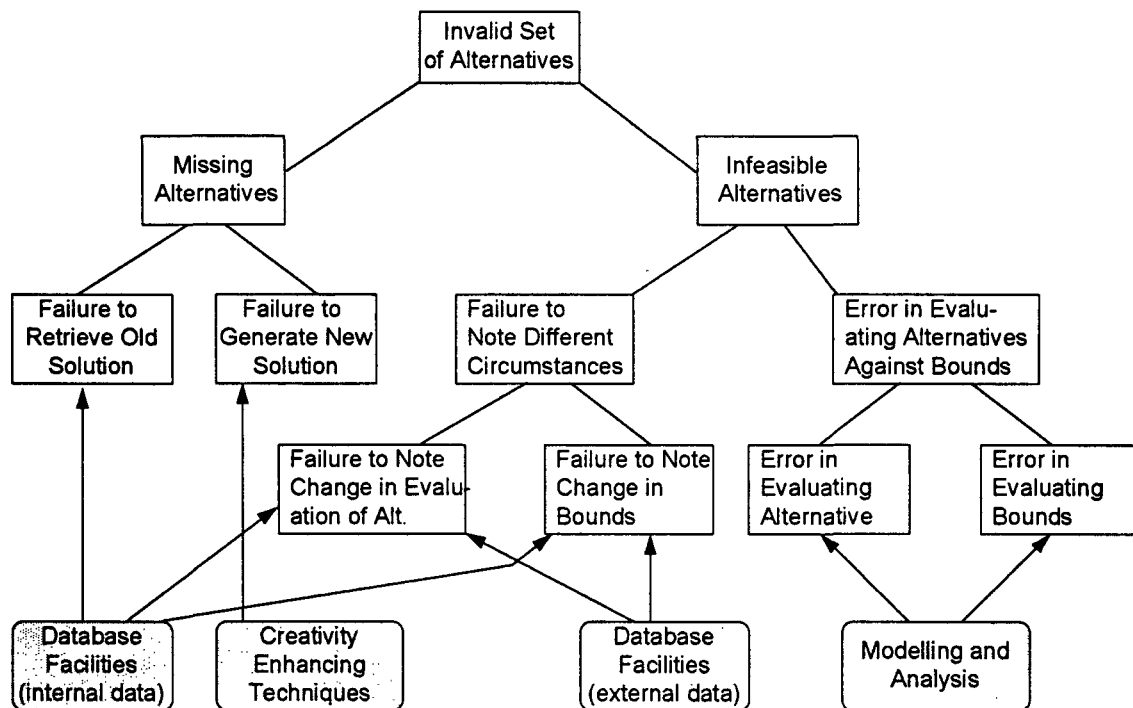 Invalid Set
of Alternatives
Missing
Alternatives
Infeasible
Alternatives
Failure to
Retrieve Old
Solution
Failure to
Generate New
Solution
Failure to
Note Different
Circumstances
Error in Evalu-
ating Alternatives
Against Bounds
Failure to Note
Change in Evalu-
ation of Alt.
Failure to Note
Change in
Bounds
Error in
Evaluating
Alternative
Error in
Evaluating
Bounds
Database
Facilities
(internal data)
Creativity
Enhancing
Techniques
Database
Facilities
(external data)
Modelling and
Analysis